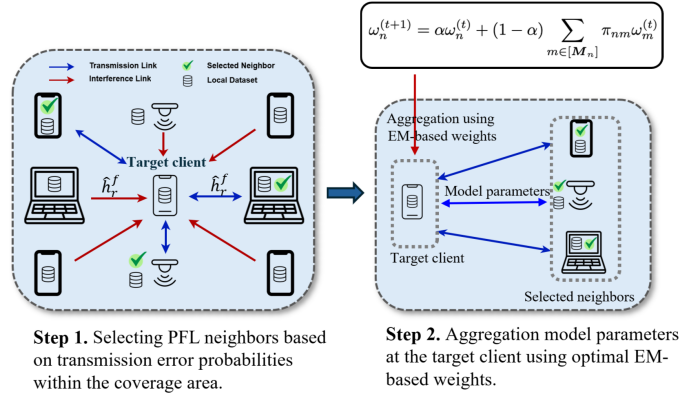 ω_n^{(t+1)} = αω_n^{(t)} + (1 − α) ∑_{m∈[M_n]} π_{nm}ω_m^{(t)}
Transmission Link
Selected Neighbor
Interference Link
Local Dataset
Target client
ĥ_r^f
ĥ_r^f
Aggregation using
EM-based weights
Model parameters
Target client
Selected neighbors
Step 1. Selecting PFL neighbors based
on transmission error probabilities
within the coverage area.
Step 2. Aggregation model parameters
at the target client using optimal EM-
based weights.